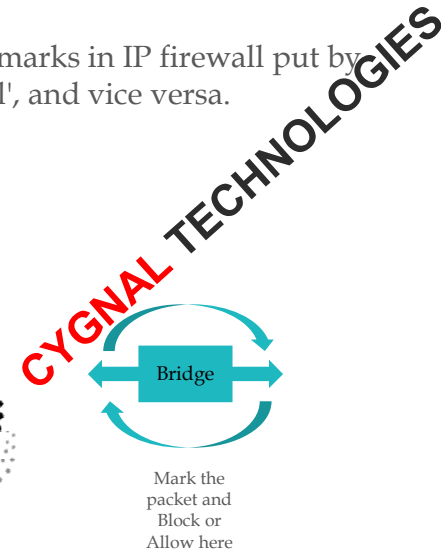 marks in IP firewall put by
l', and vice versa.
CYGNAL TECHNOLOGIES
Bridge
Mark the
packet and
Block or
Allow here